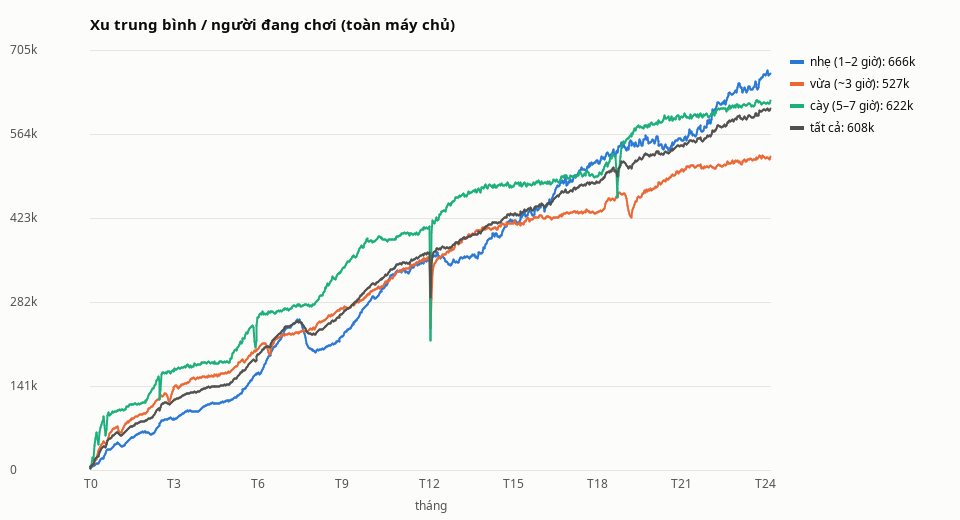 Xu trung bình / người đang chơi (toàn máy chủ)
705k
564k
423k
282k
141k
0
nhẹ (1–2 giờ): 666k
vừa (~3 giờ): 527k
cày (5–7 giờ): 622k
tất cả: 608k
T0 T3 T6 T9 T12 T15 T18 T21 T24
tháng